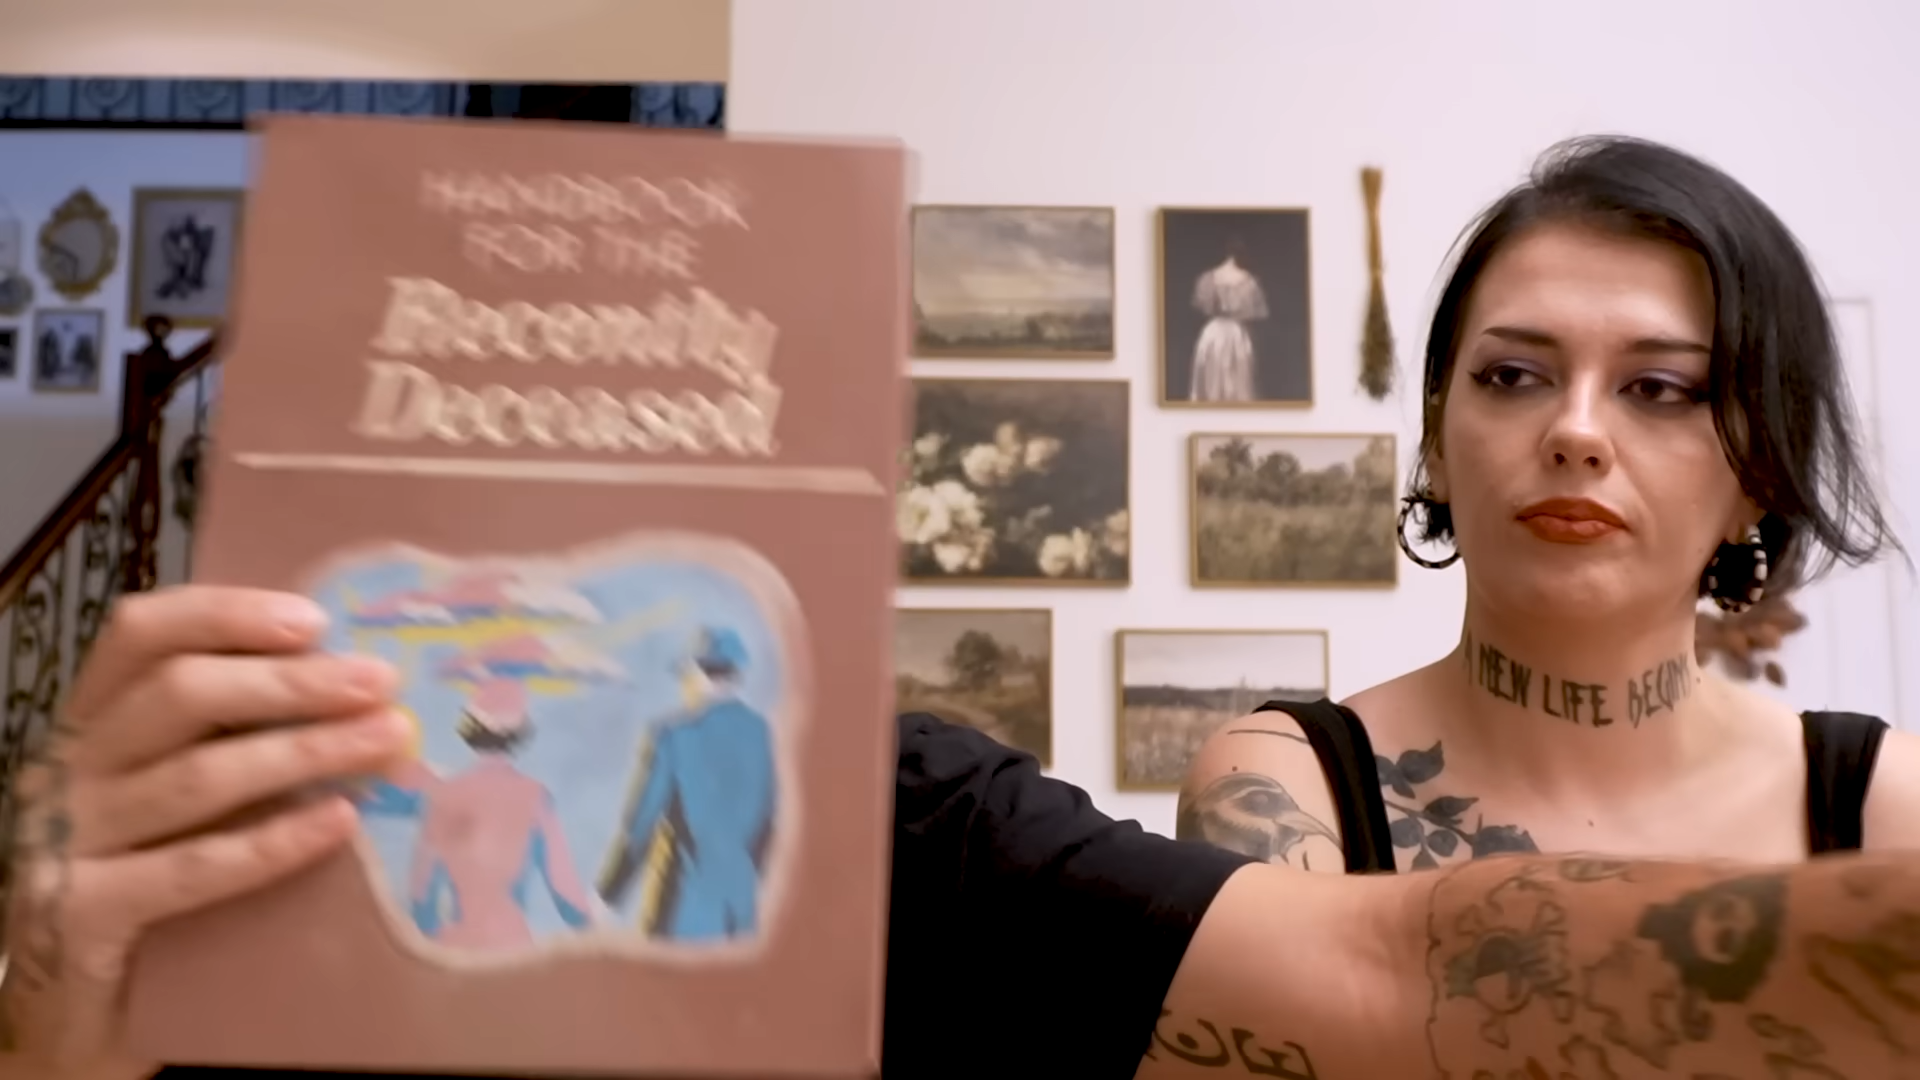 HANDBOOK
FOR THE
Recently
Deceased
A NEW LIFE BEGINS